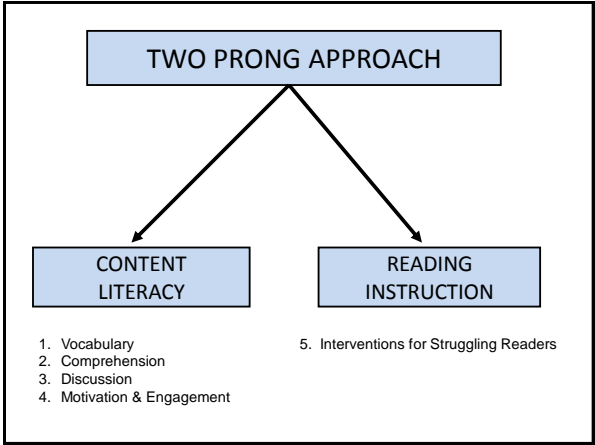 TWO PRONG APPROACH
CONTENT
LITERACY
READING
INSTRUCTION
1. Vocabulary
2. Comprehension
3. Discussion
4. Motivation & Engagement
5. Interventions for Struggling Readers